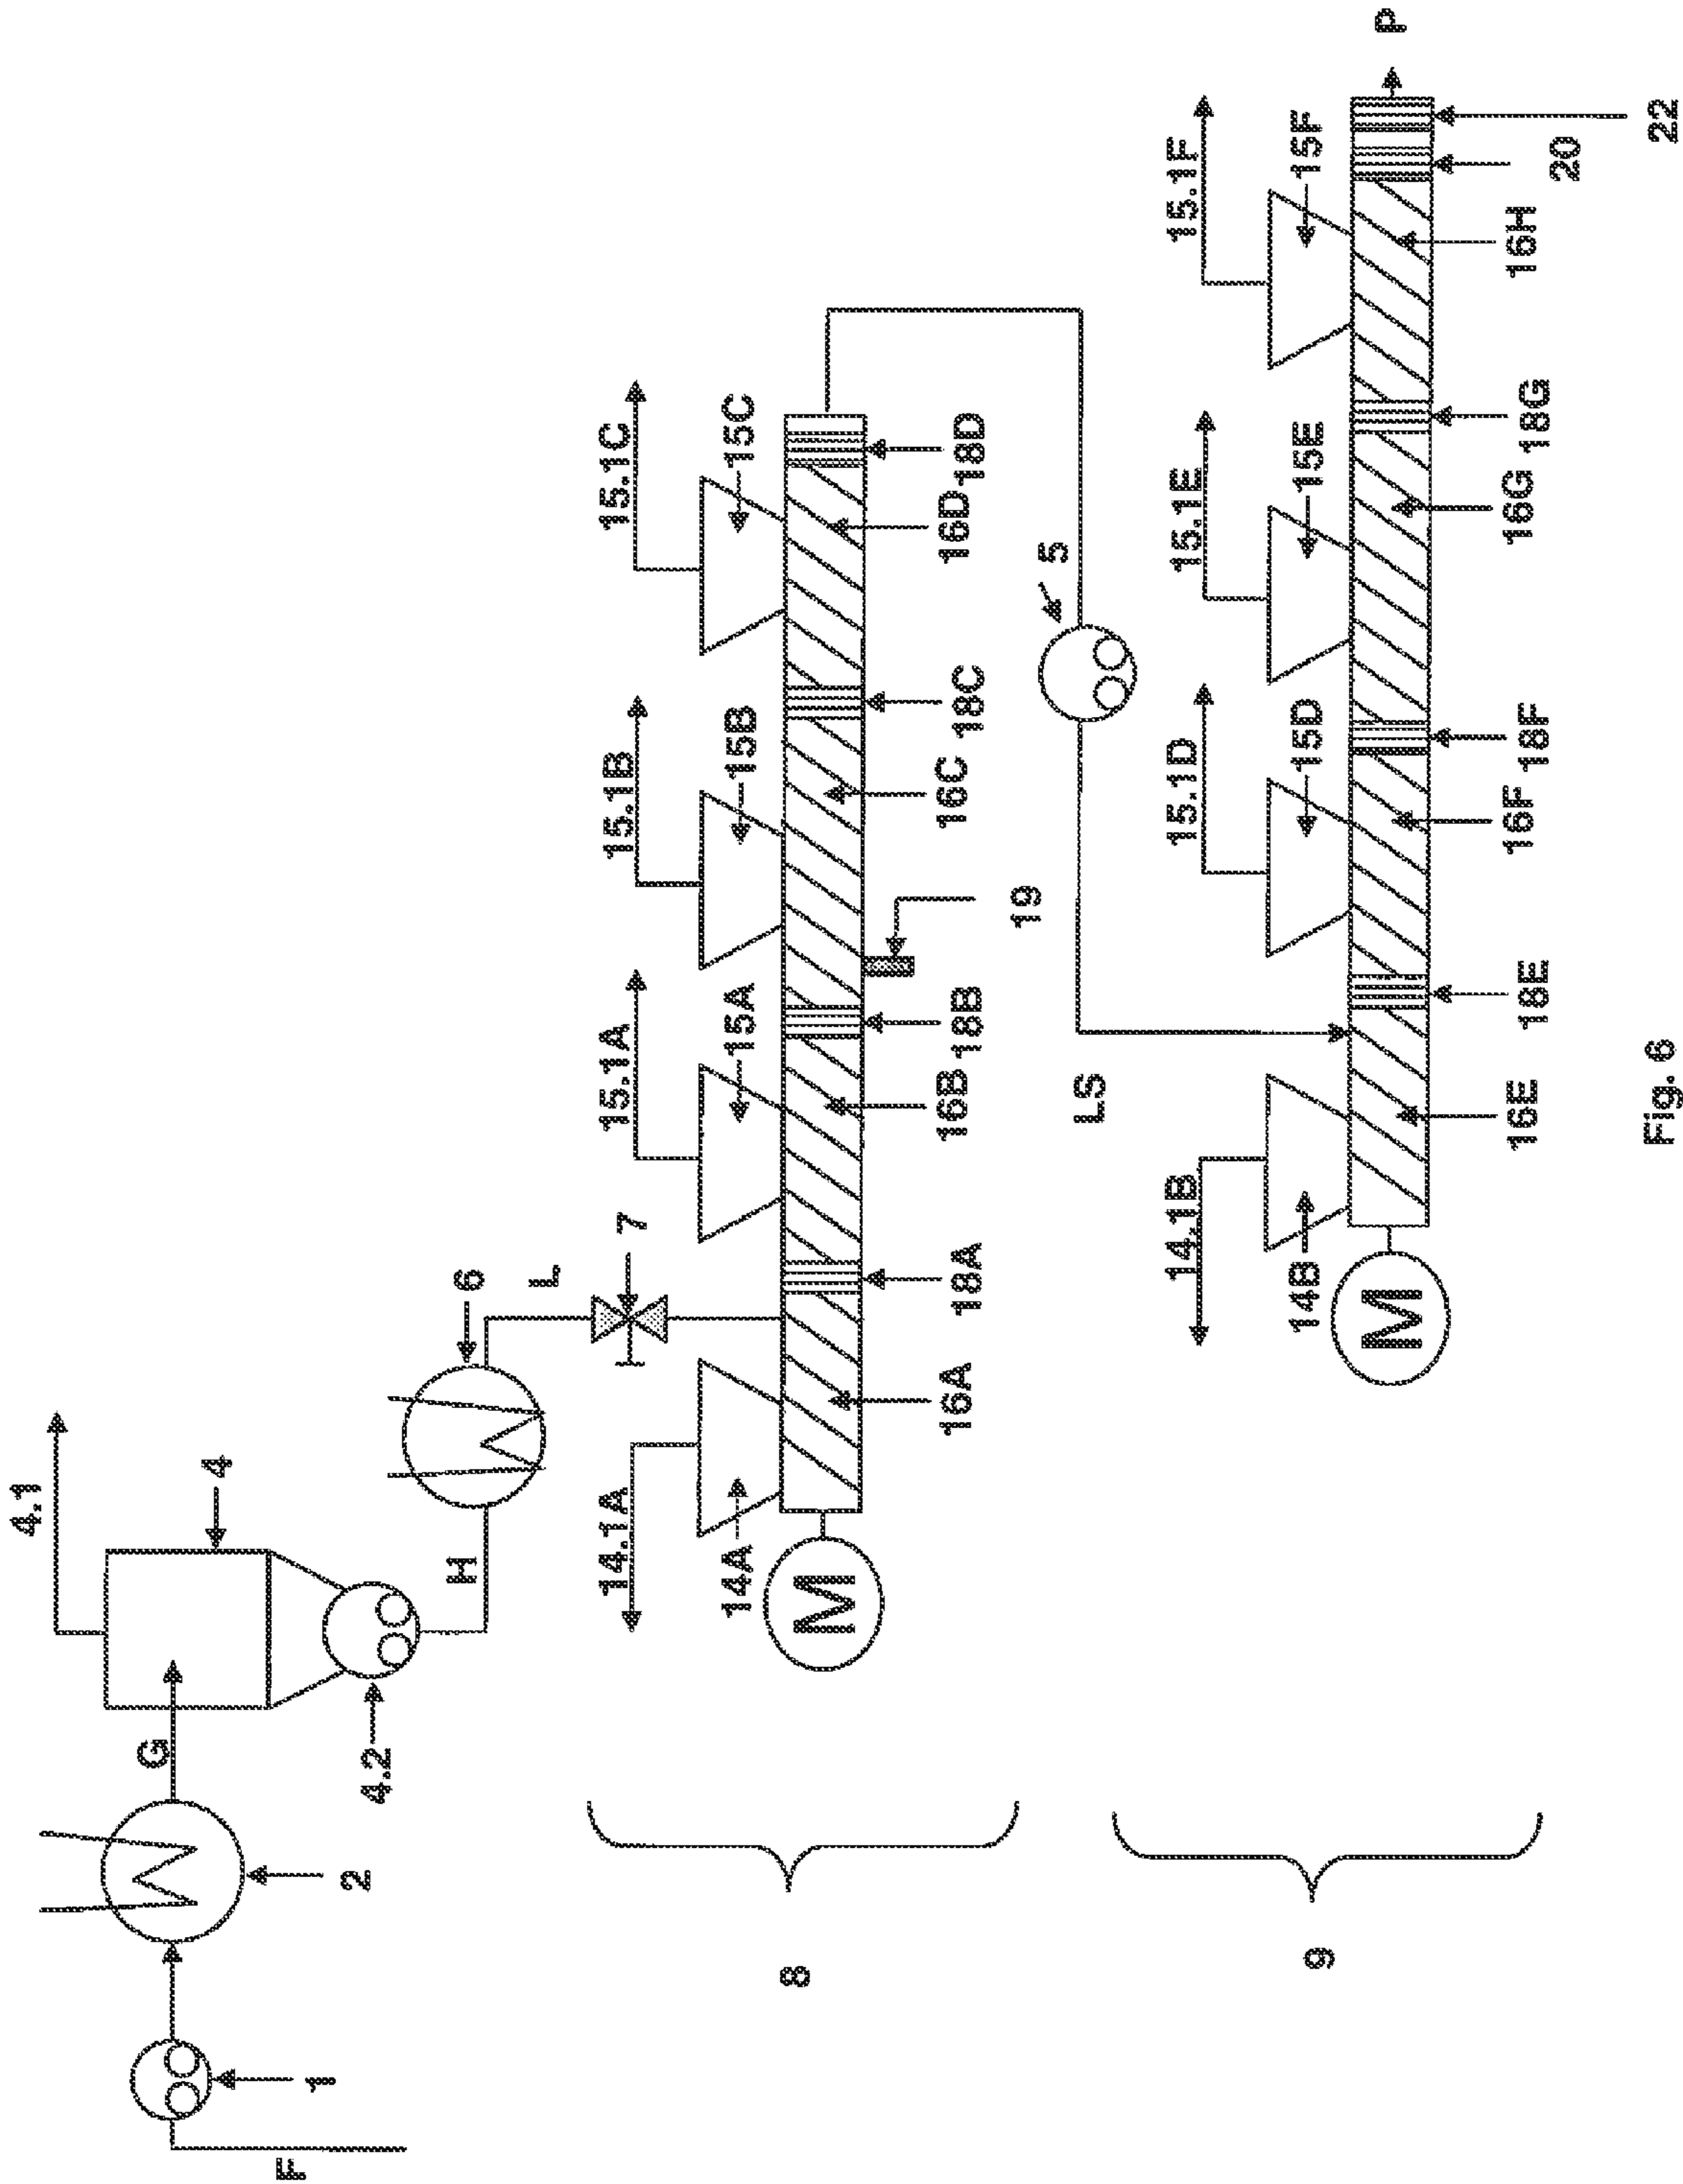 4.1
G
4
F
1
2
4.2
H
6
L
14.1A 7 15.1A 15.1B 15.1C
14A 15A 15B 15C
8
M
16A 18A 16B 18B 16C 18C 16D 18D
19
5
LS
14.1B 15.1D 15.1E 15.1F
14B 15D 15E 15F
9
M P
16E 18E 16F 18F 16G 18G 16H
20
22
Fig. 6